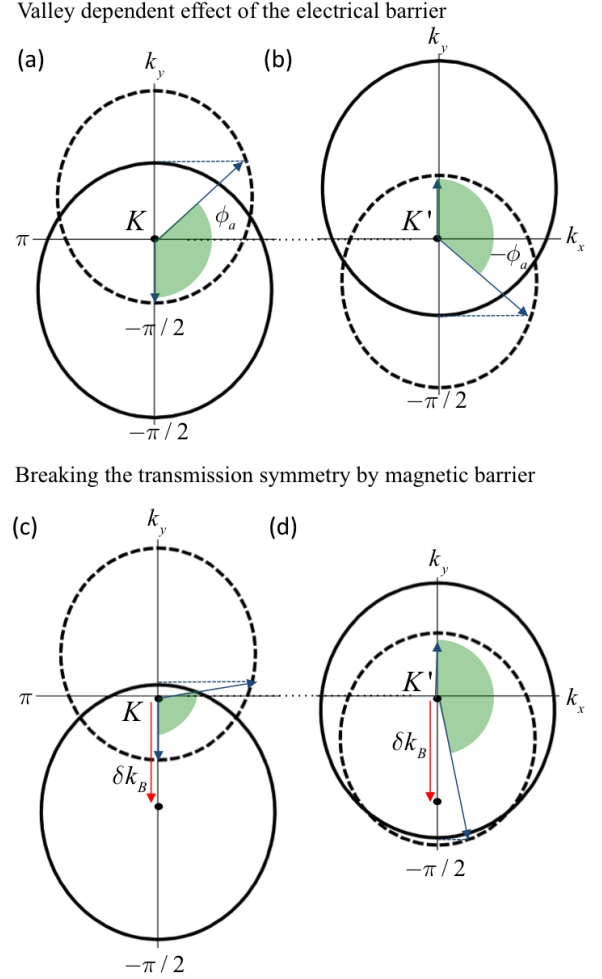 Valley dependent effect of the electrical barrier
(a)
k_y
(b)
k_y
K
ϕ_a
K'
π
k_x
−ϕ_a
−π/2
−π/2
−π/2
Breaking the transmission symmetry by magnetic barrier
(c)
k_y
(d)
k_y
π
K
K'
k_x
δk_B
δk_B
−π/2
−π/2